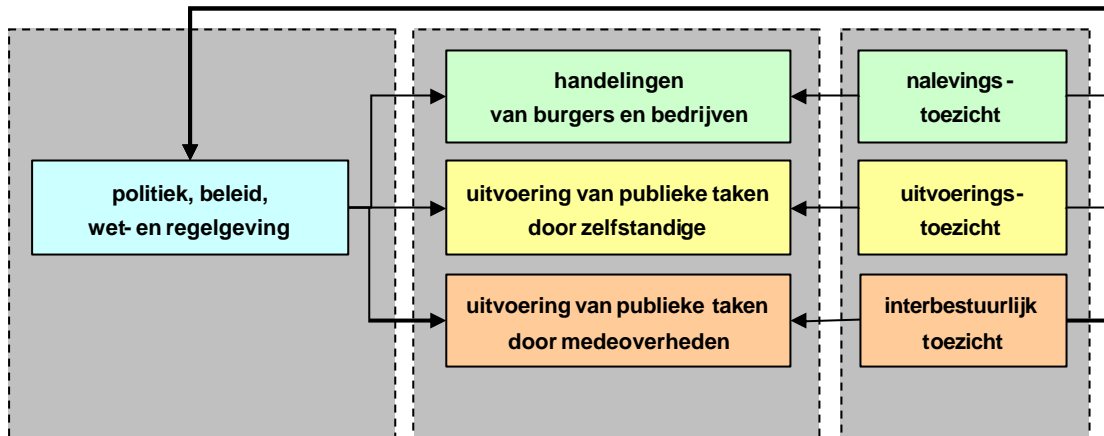 politiek, beleid,
wet- en regelgeving
handelingen
van burgers en bedrijven
uitvoering van publieke taken
door zelfstandige
uitvoering van publieke taken
door medeoverheden
nalevings-
toezicht
uitvoerings-
toezicht
interbestuurlijk
toezicht